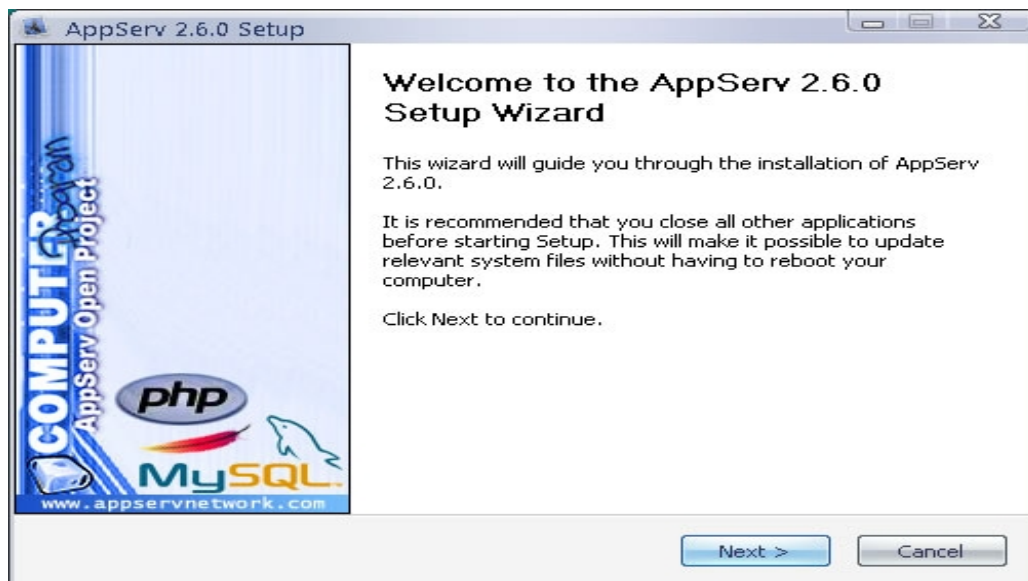 AppServ 2.6.0 Setup
Welcome to the AppServ 2.6.0
Setup Wizard
This wizard will guide you through the installation of AppServ
2.6.0.
It is recommended that you close all other applications
before starting Setup. This will make it possible to update
relevant system files without having to reboot your
computer.
Click Next to continue.
COMPUTER
Program
AppServ Open Project
php
MySQL
www.appservnetwork.com
Next >
Cancel